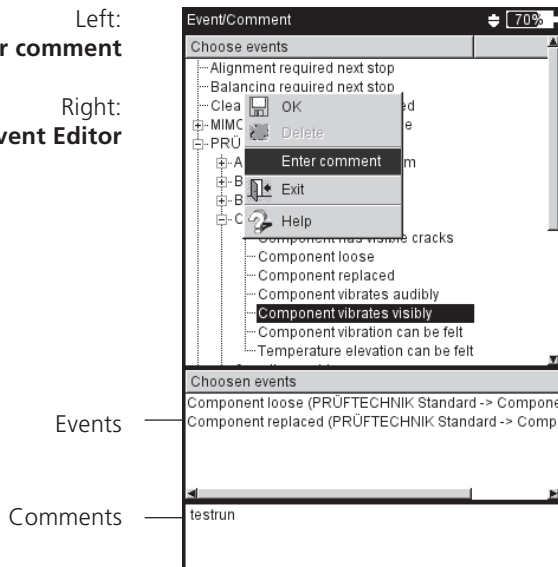 Left:
r comment
Right:
vent Editor
Event/Comment 70%
Choose events
Alignment required next stop
Balancing required next stop
Clea ed
MIMO e
PRÜ
A m
B
B
C
OK
Delete
Enter comment
Exit
Help
Component has visible cracks
Component loose
Component replaced
Component vibrates audibly
Component vibrates visibly
Component vibration can be felt
Temperature elevation can be felt
Choosen events
Component loose (PRÜFTECHNIK Standard -> Compone
Component replaced (PRÜFTECHNIK Standard -> Comp
Events
Comments
testrun